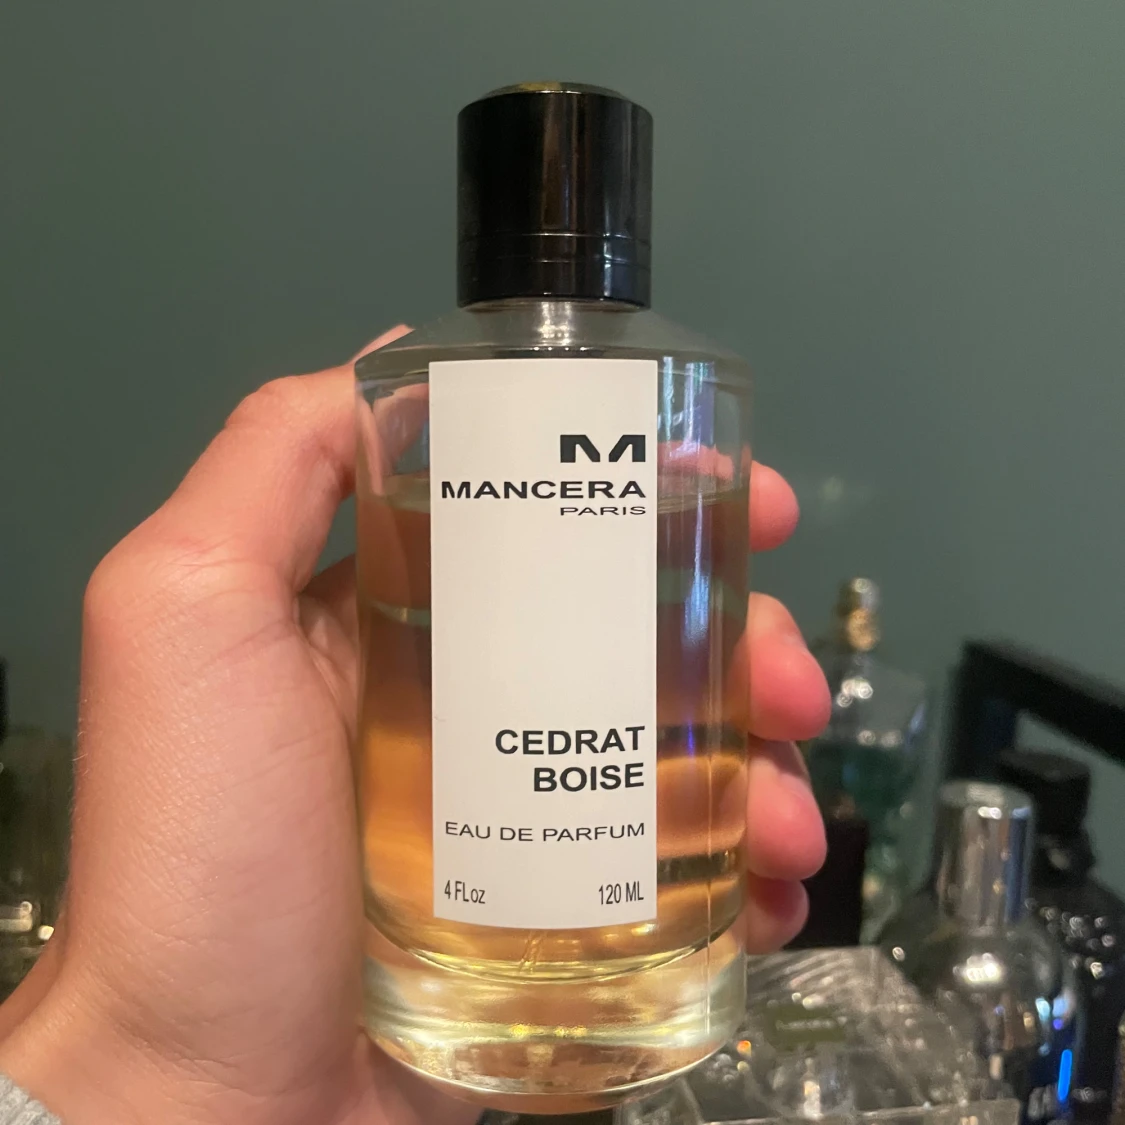 M
MANCERA
PARIS
CEDRAT
BOISE
EAU DE PARFUM
4 FLoz 120 ML